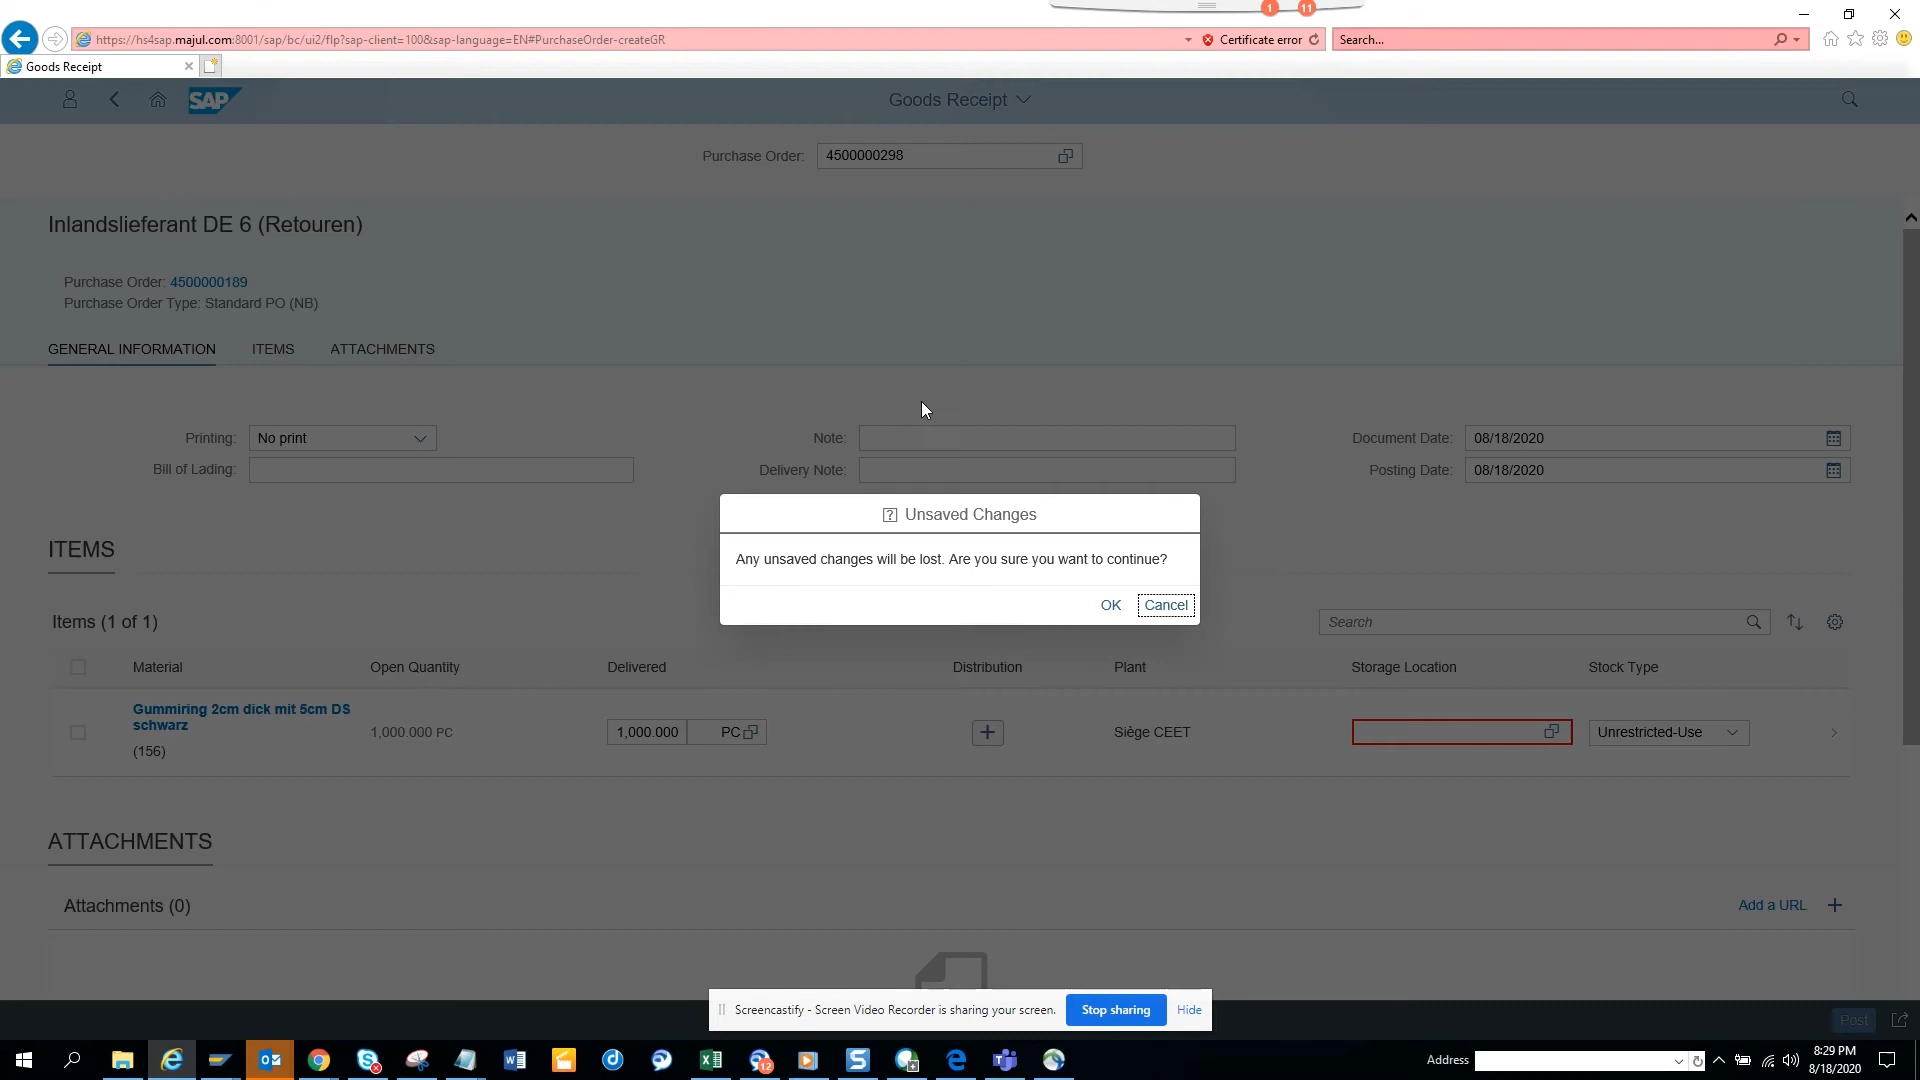 1 11
https://hs4sap.majul.com:8001/sap/bc/ui2/flp?sap-client=100&sap-language=EN#PurchaseOrder-createGR Certificate error Search...
Goods Receipt
SAP Goods Receipt
Purchase Order: 4500000298
Inlandslieferant DE 6 (Retouren)
Purchase Order: 4500000189
Purchase Order Type: Standard PO (NB)
GENERAL INFORMATION ITEMS ATTACHMENTS
Printing: No print Note: Document Date: 08/18/2020
Bill of Lading: Delivery Note: Posting Date: 08/18/2020
? Unsaved Changes
Any unsaved changes will be lost. Are you sure you want to continue?
OK Cancel
ITEMS
Items (1 of 1) Search
Material Open Quantity Delivered Distribution Plant Storage Location Stock Type
Gummiring 2cm dick mit 5cm DS
schwarz
(156)
1,000.000 PC 1,000.000 PC Siège CEET Unrestricted-Use
ATTACHMENTS
Attachments (0) Add a URL
Screencastify - Screen Video Recorder is sharing your screen. Stop sharing Hide
Post
12
Address
8:29 PM
8/18/2020